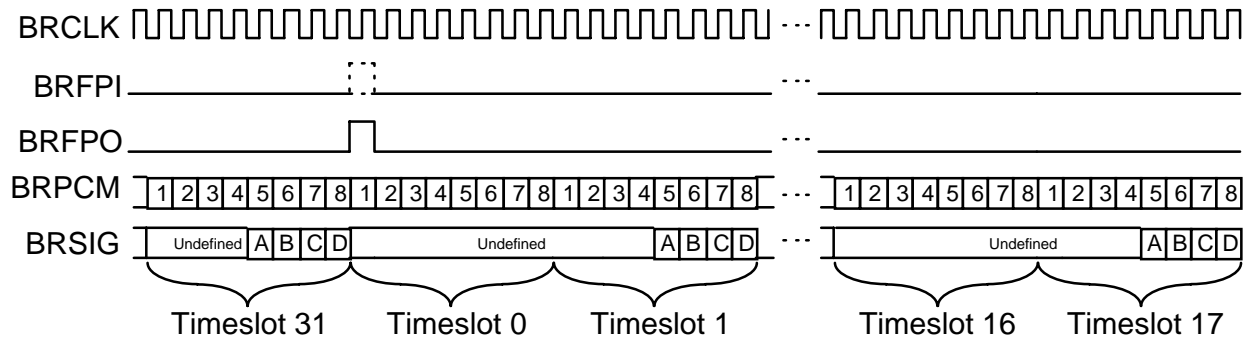 BRCLK ...
BRFPI ...
BRFPO ...
BRPCM 1 2 3 4 5 6 7 8 1 2 3 4 5 6 7 8 1 2 3 4 5 6 7 8 ... 1 2 3 4 5 6 7 8 1 2 3 4 5 6 7 8
BRSIG Undefined A B C D Undefined A B C D ... Undefined A B C D
Timeslot 31 Timeslot 0 Timeslot 1 Timeslot 16 Timeslot 17